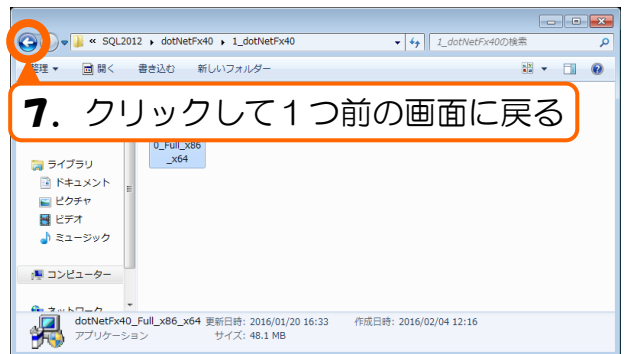 « SQL2012 ▸ dotNetFx40 ▸ 1_dotNetFx40
1_dotNetFx40の検索
整理 ▾ 開く 書き込む 新しいフォルダー
7. クリックして１つ前の画面に戻る
0_Full_x86
_x64
ライブラリ
ドキュメント
ピクチャ
ビデオ
ミュージック
コンピューター
ネットワーク
dotNetFx40_Full_x86_x64 更新日時: 2016/01/20 16:33 作成日時: 2016/02/04 12:16
アプリケーション サイズ: 48.1 MB